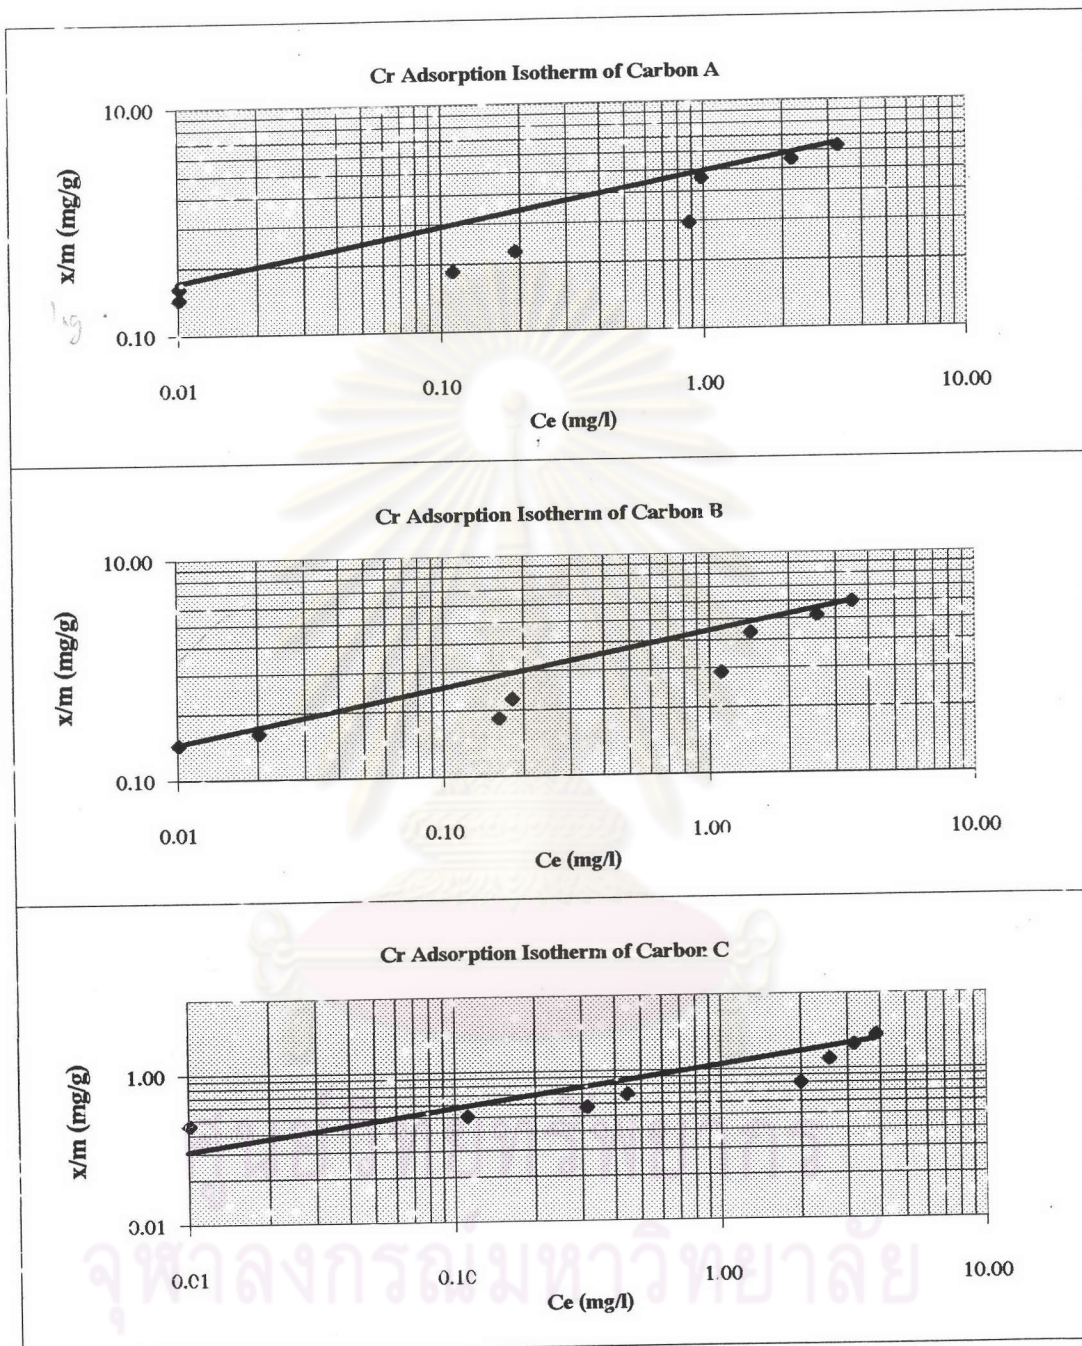 Cr Adsorption Isotherm of Carbon A
10.00
x/m (mg/g)
0.10
0.01 0.10 1.00 10.00
Ce (mg/l)
Cr Adsorption Isotherm of Carbon B
10.00
x/m (mg/g)
0.10
0.01 0.10 1.00 10.00
Ce (mg/l)
Cr Adsorption Isotherm of Carbon C
1.00
x/m (mg/g)
0.01
0.01 0.10 1.00 10.00
Ce (mg/l)
จุฬาลงกรณ์มหาวิทยาลัย